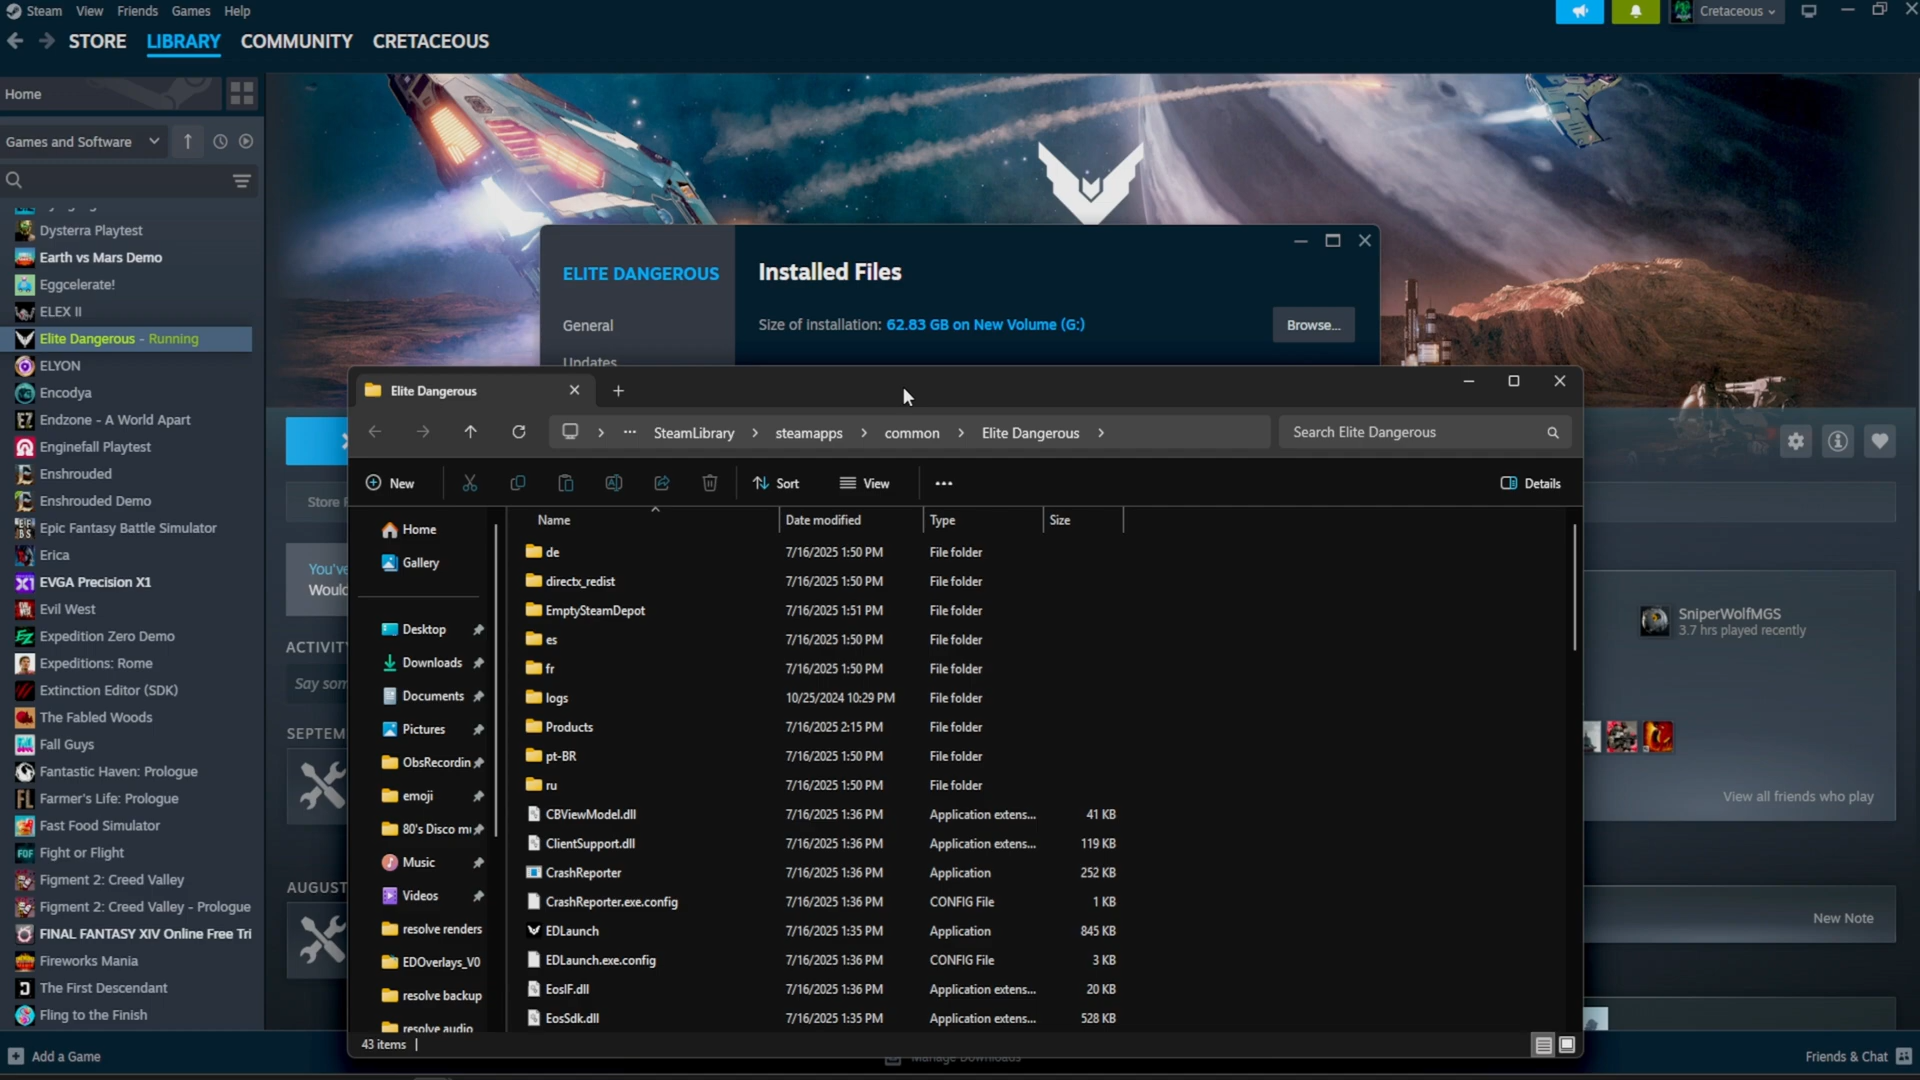 Steam View Friends Games Help
Cretaceous
STORE LIBRARY COMMUNITY CRETACEOUS
Home
Games and Software
Dysterra Playtest
Earth vs Mars Demo
Eggcelerate!
ELEX II
Elite Dangerous - Running
ELYON
Encodya
Endzone - A World Apart
Enginefall Playtest
Enshrouded
Enshrouded Demo
Epic Fantasy Battle Simulator
Erica
EVGA Precision X1
Evil West
Expedition Zero Demo
Expeditions: Rome
Extinction Editor (SDK)
The Fabled Woods
Fall Guys
Fantastic Haven: Prologue
Farmer's Life: Prologue
Fast Food Simulator
Fight or Flight
Figment 2: Creed Valley
Figment 2: Creed Valley - Prologue
FINAL FANTASY XIV Online Free Tri
Fireworks Mania
The First Descendant
Fling to the Finish
Add a Game
ELITE DANGEROUS
General
Updates
Installed Files
Size of installation: 62.83 GB on New Volume (G:)
Browse...
Store
You've
Would
ACTIVIT
Say som
SEPTEM
AUGUST
Elite Dangerous
SteamLibrary steamapps common Elite Dangerous
Search Elite Dangerous
New Sort View ... Details
Home
Gallery
Desktop
Downloads
Documents
Pictures
ObsRecordin
emoji
80's Disco mu
Music
Videos
resolve renders
EDOverlays_V0
resolve backup
resolve audio
Name Date modified Type Size
de 7/16/2025 1:50 PM File folder
directx_redist 7/16/2025 1:50 PM File folder
EmptySteamDepot 7/16/2025 1:51 PM File folder
es 7/16/2025 1:50 PM File folder
fr 7/16/2025 1:50 PM File folder
logs 10/25/2024 10:29 PM File folder
Products 7/16/2025 2:15 PM File folder
pt-BR 7/16/2025 1:50 PM File folder
ru 7/16/2025 1:50 PM File folder
CBViewModel.dll 7/16/2025 1:36 PM Application extens... 41 KB
ClientSupport.dll 7/16/2025 1:36 PM Application extens... 119 KB
CrashReporter 7/16/2025 1:36 PM Application 252 KB
CrashReporter.exe.config 7/16/2025 1:36 PM CONFIG File 1 KB
EDLaunch 7/16/2025 1:35 PM Application 845 KB
EDLaunch.exe.config 7/16/2025 1:36 PM CONFIG File 3 KB
EosIF.dll 7/16/2025 1:36 PM Application extens... 20 KB
EosSdk.dll 7/16/2025 1:35 PM Application extens... 528 KB
43 items
SniperWolfMGS
3.7 hrs played recently
View all friends who play
New Note
Manage Downloads
Friends & Chat